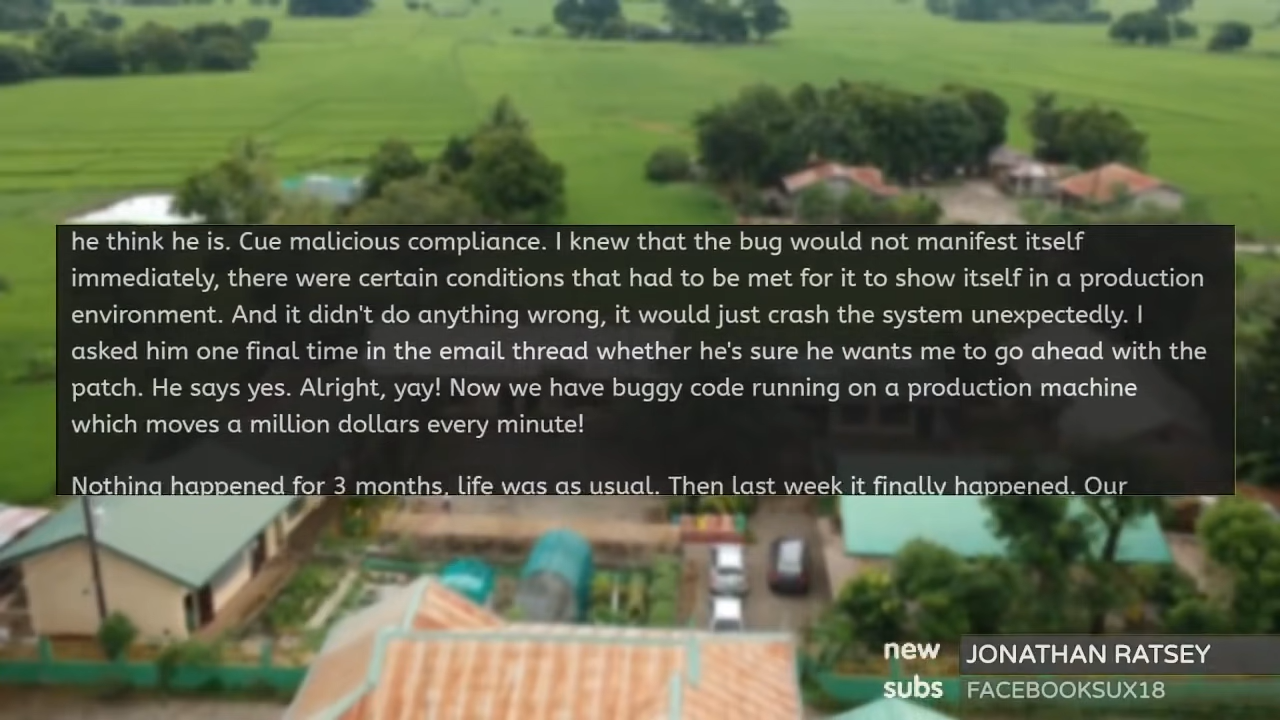 he think he is. Cue malicious compliance. I knew that the bug would not manifest itself
immediately, there were certain conditions that had to be met for it to show itself in a production
environment. And it didn't do anything wrong, it would just crash the system unexpectedly. I
asked him one final time in the email thread whether he's sure he wants me to go ahead with the
patch. He says yes. Alright, yay! Now we have buggy code running on a production machine
which moves a million dollars every minute!
Nothing happened for 3 months, life was as usual. Then last week it finally happened. Our
new
subs
JONATHAN RATSEY
FACEBOOKSUX18